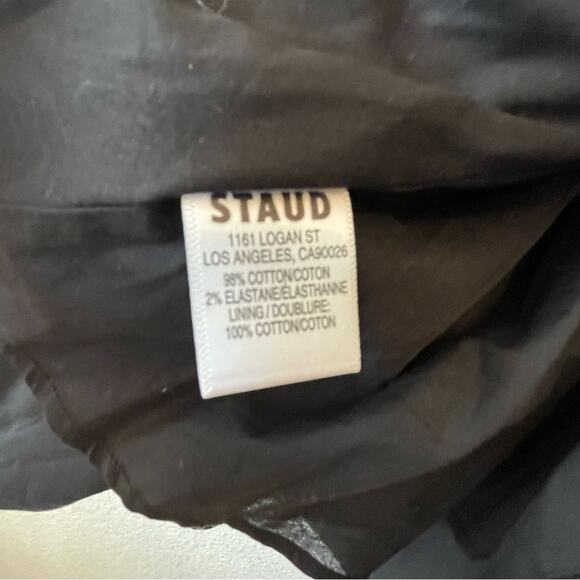 STAUD
1161 LOGAN ST
LOS ANGELES, CA90026
98% COTTON/COTON
2% ELASTANE/ELASTHANNE
LINING / DOUBLURE:
100% COTTON/COTON